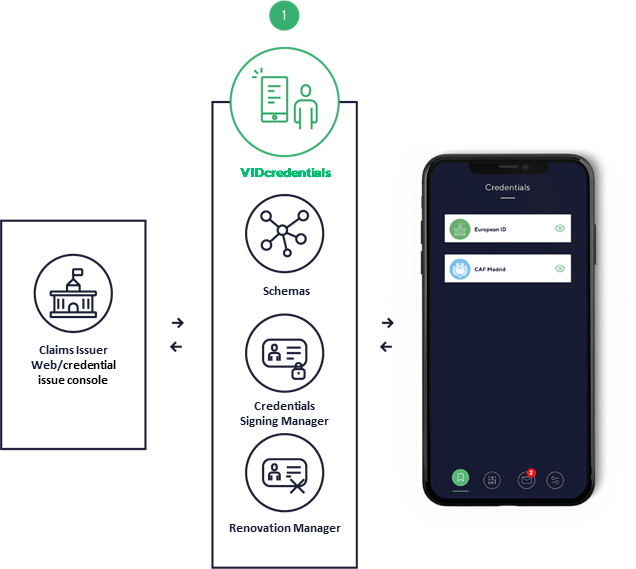 1
VIDcredentials
Schemas
Credentials
Signing Manager
Renovation Manager
Claims Issuer
Web/credential
issue console
Credentials
European ID
CAF Madrid
2